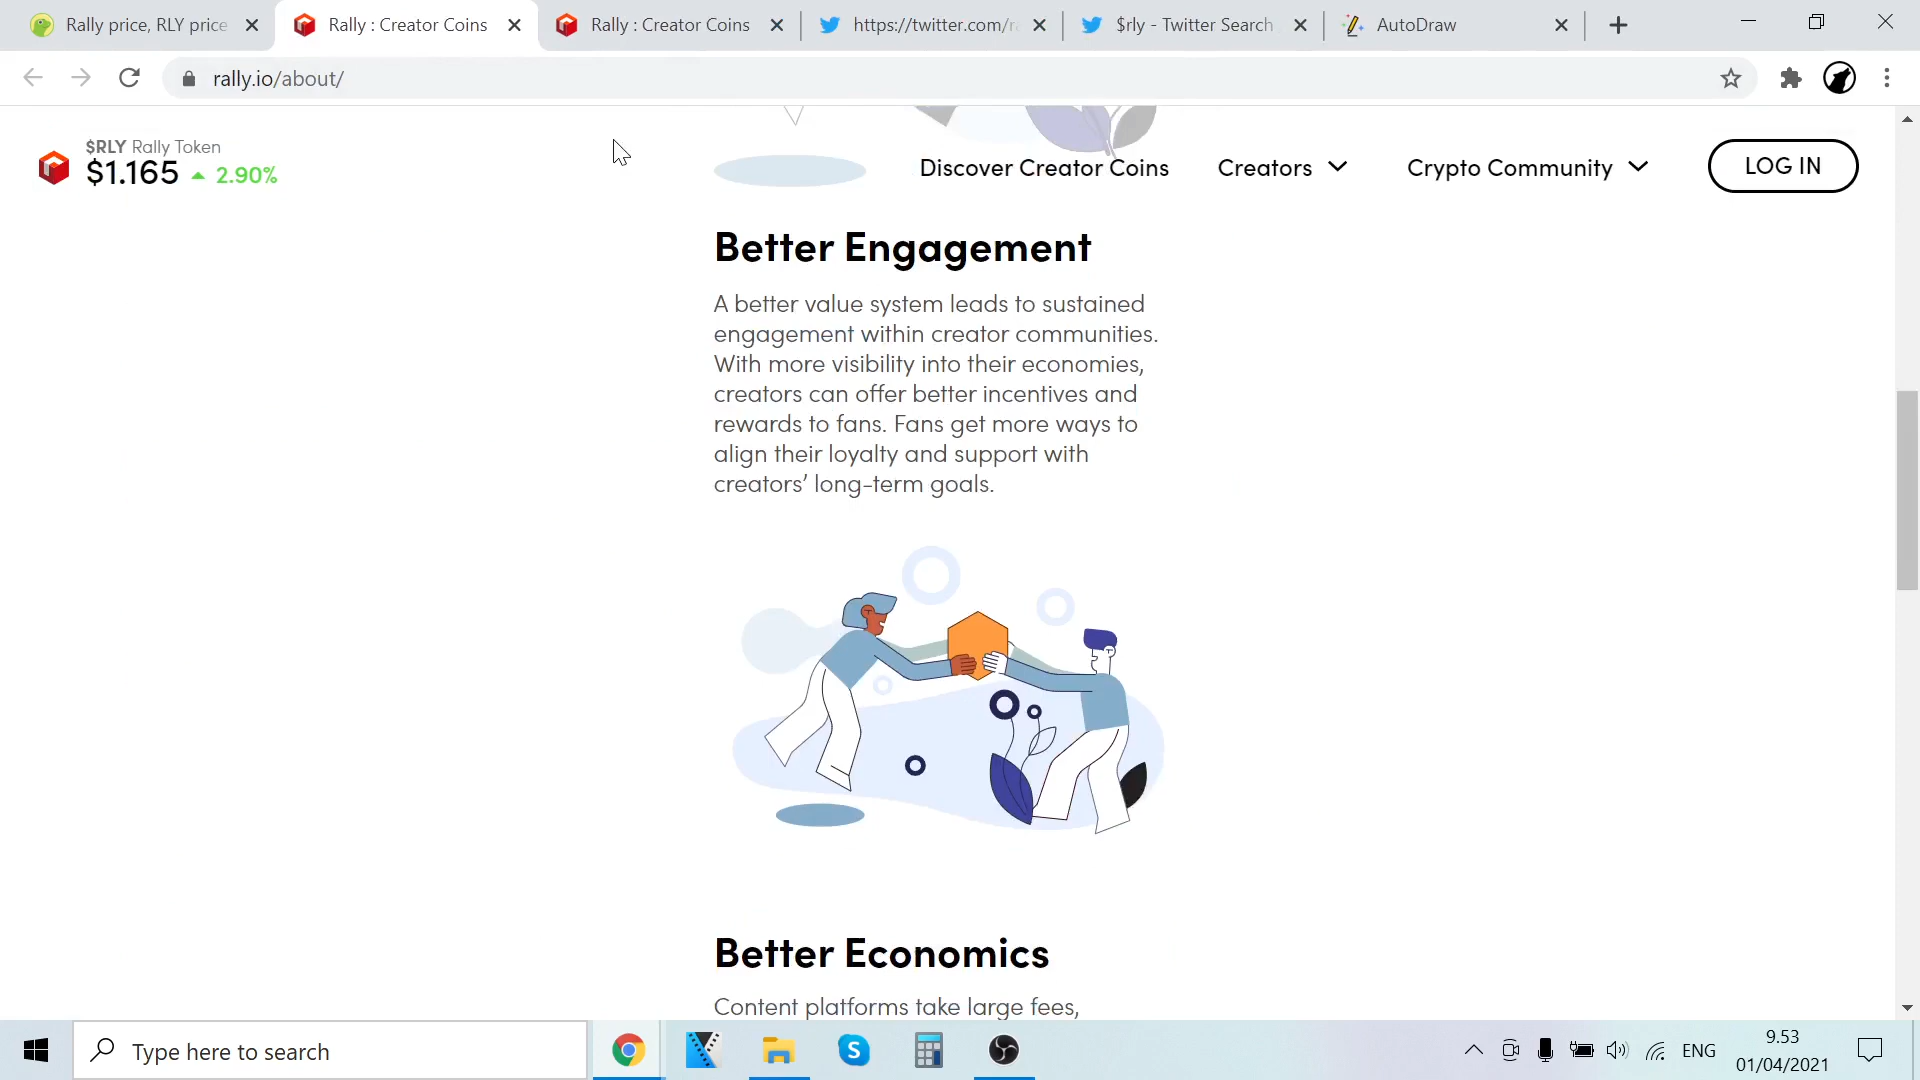 Rally price, RLY price
Rally : Creator Coins
Rally : Creator Coins
https://twitter.com/r
$rly - Twitter Search
AutoDraw
rally.io/about/
$RLY Rally Token
$1.165 2.90%
Discover Creator Coins
Creators
Crypto Community
LOG IN
Better Engagement
A better value system leads to sustained
engagement within creator communities.
With more visibility into their economies,
creators can offer better incentives and
rewards to fans. Fans get more ways to
align their loyalty and support with
creators’ long-term goals.
Better Economics
Content platforms take large fees,
Type here to search
ENG
9.53
01/04/2021